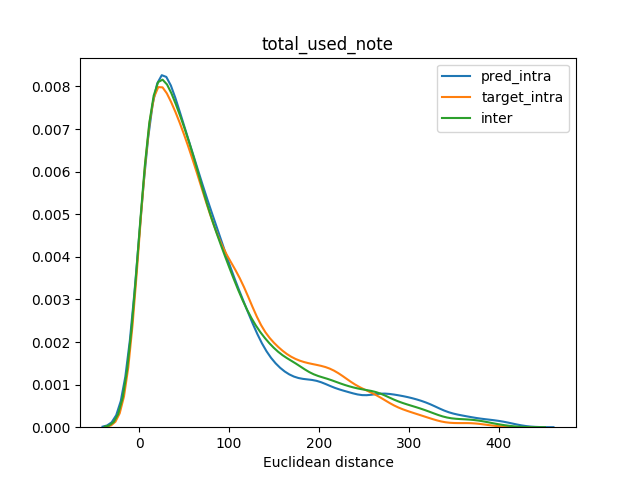 total_used_note
pred_intra
target_intra
inter
0.008
0.007
0.006
0.005
0.004
0.003
0.002
0.001
0.000
0 100 200 300 400
Euclidean distance